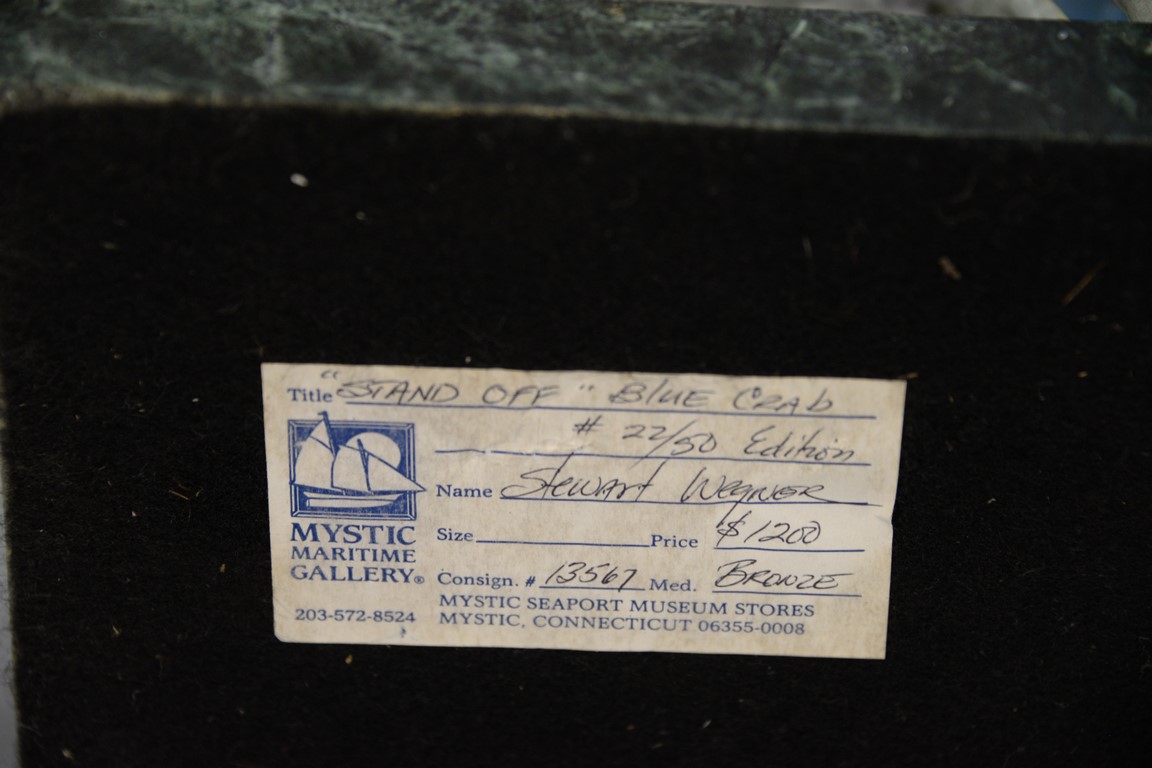 Title "STAND OFF" Blue Crab
# 22/50 Edition
Name Stewart Wegner
Size Price $1200
Consign. # 13567 Med. Bronze
MYSTIC SEAPORT MUSEUM STORES
MYSTIC, CONNECTICUT 06355-0008
MYSTIC
MARITIME
GALLERY®
203-572-8524